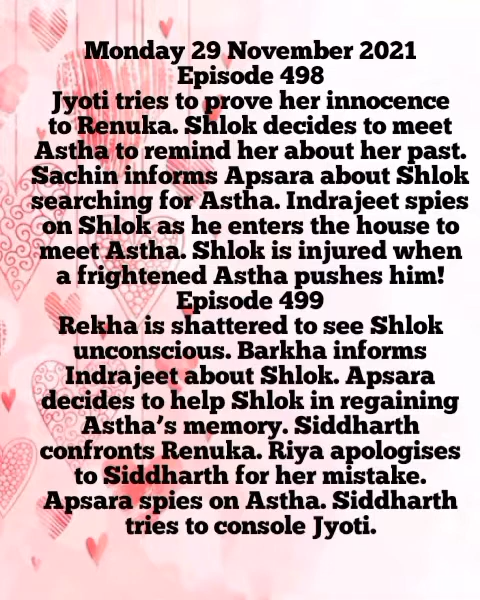 Monday 29 November 2021
Episode 498
Jyoti tries to prove her innocence
to Renuka. Shlok decides to meet
Astha to remind her about her past.
Sachin informs Apsara about Shlok
searching for Astha. Indrajeet spies
on Shlok as he enters the house to
meet Astha. Shlok is injured when
a frightened Astha pushes him!
Episode 499
Rekha is shattered to see Shlok
unconscious. Barkha informs
Indrajeet about Shlok. Apsara
decides to help Shlok in regaining
Astha’s memory. Siddharth
confronts Renuka. Riya apologises
to Siddharth for her mistake.
Apsara spies on Astha. Siddharth
tries to console Jyoti.